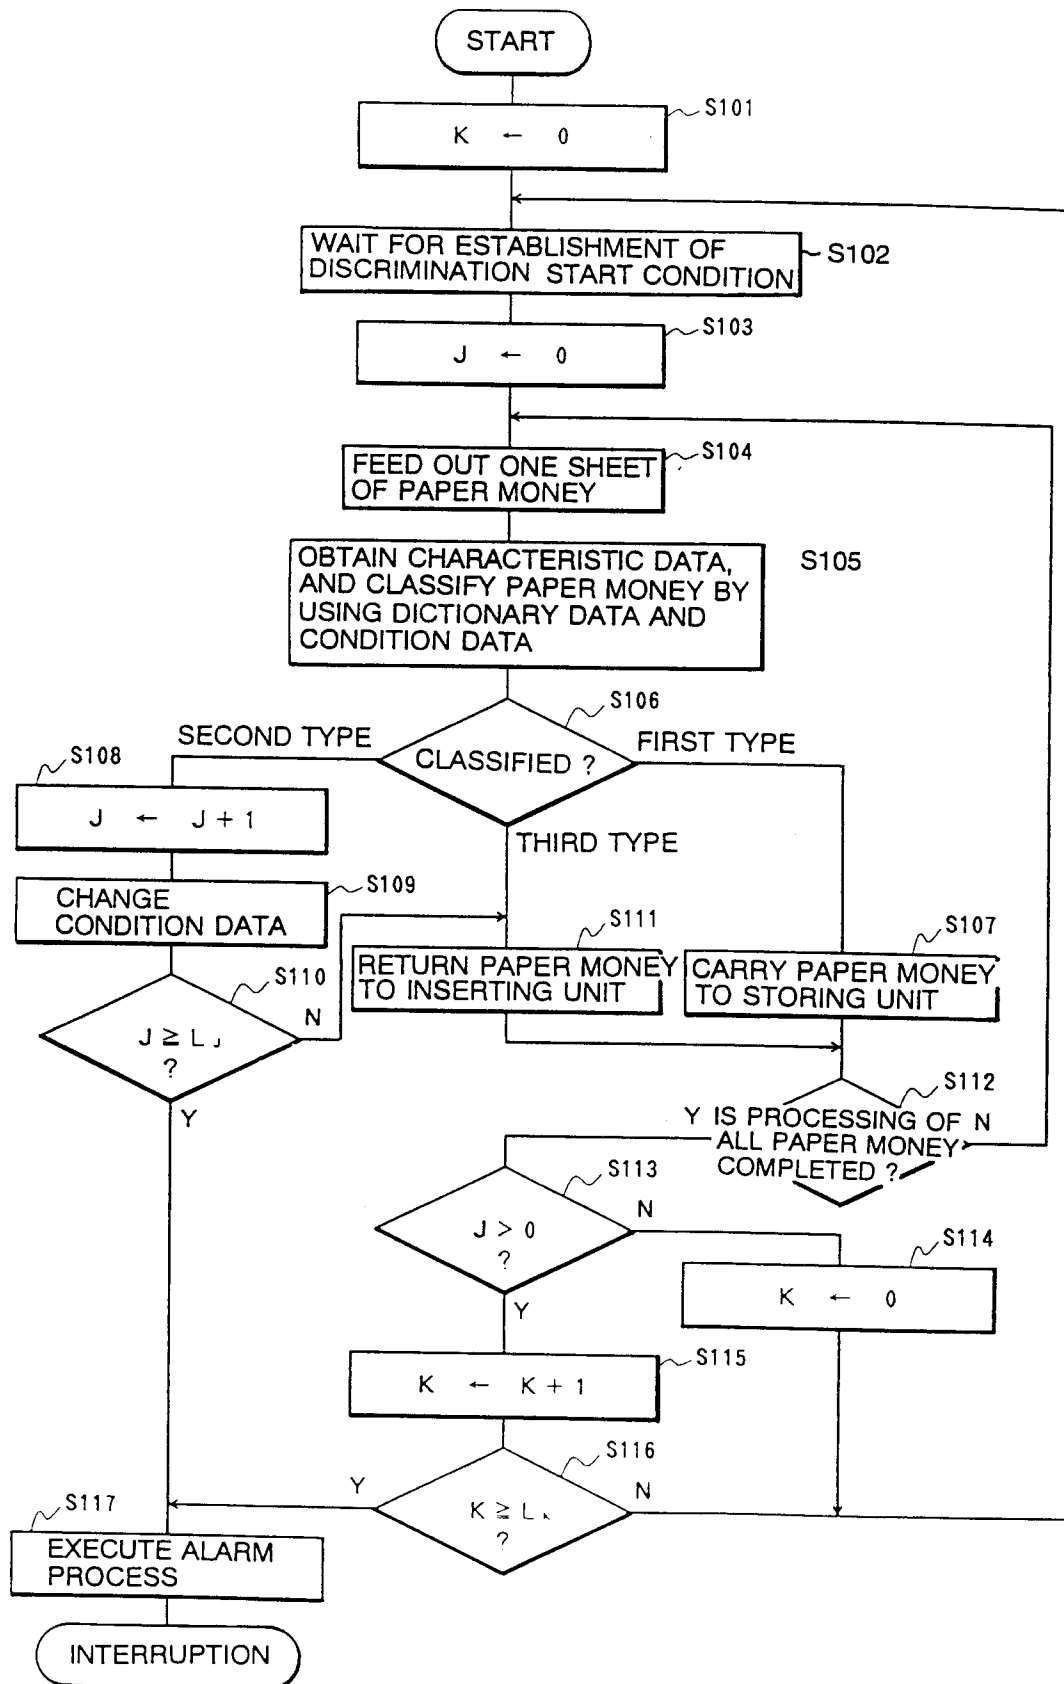 START
S101
K ← 0
WAIT FOR ESTABLISHMENT OF
DISCRIMINATION START CONDITION
S102
S103
J ← 0
S104
FEED OUT ONE SHEET
OF PAPER MONEY
OBTAIN CHARACTERISTIC DATA,
AND CLASSIFY PAPER MONEY BY
USING DICTIONARY DATA AND
CONDITION DATA
S105
S106
SECOND TYPE
CLASSIFIED ?
FIRST TYPE
THIRD TYPE
S108
J ← J + 1
S109
CHANGE
CONDITION DATA
S110
J ≧ L J
?
N
Y
S111
RETURN PAPER MONEY
TO INSERTING UNIT
S107
CARRY PAPER MONEY
TO STORING UNIT
S112
Y IS PROCESSING OF N
ALL PAPER MONEY
COMPLETED ?
S113
J > 0
?
N
Y
S114
K ← 0
S115
K ← K + 1
S116
Y
K ≧ L K
?
N
S117
EXECUTE ALARM
PROCESS
INTERRUPTION